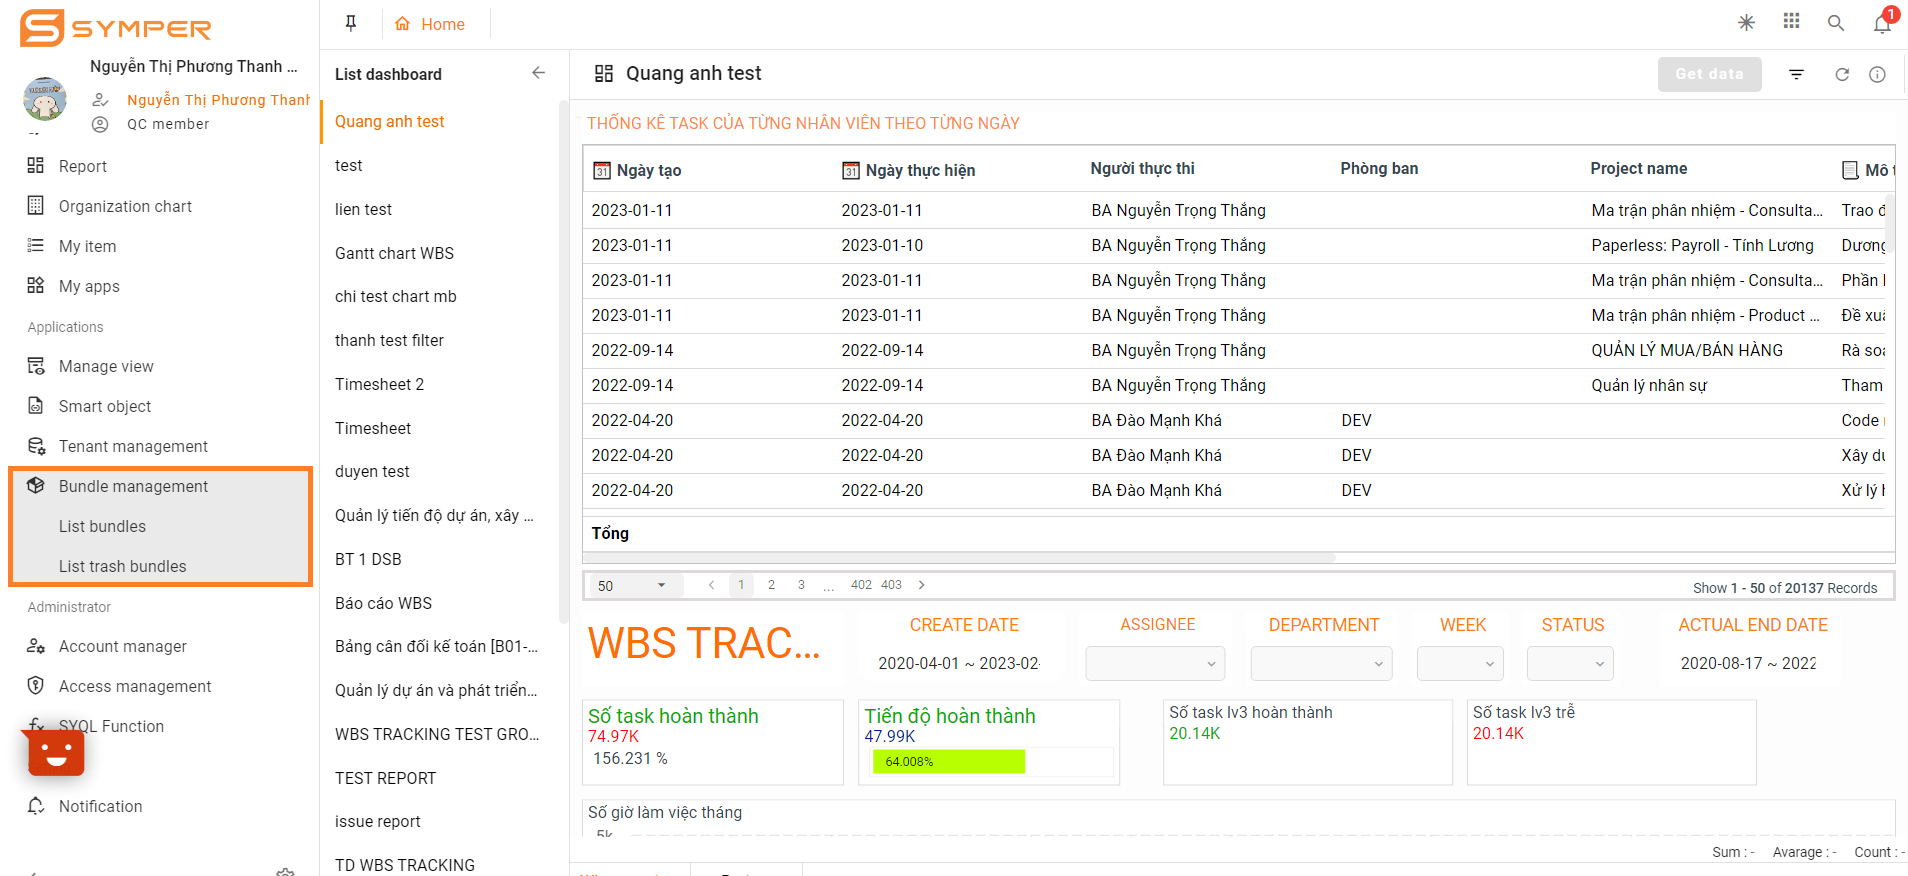 SYMPER
Nguyễn Thị Phương Thanh ...
Nguyễn Thị Phương Thanh
QC member
Report
Organization chart
My item
My apps
Applications
Manage view
Smart object
Tenant management
Bundle management
List bundles
List trash bundles
Administrator
Account manager
Access management
SYQL Function
Notification
Home
1
List dashboard
Quang anh test
test
lien test
Gantt chart WBS
chi test chart mb
thanh test filter
Timesheet 2
Timesheet
duyen test
Quản lý tiến độ dự án, xây ...
BT 1 DSB
Báo cáo WBS
Bảng cân đối kế toán [B01-...
Quản lý dự án và phát triển...
WBS TRACKING TEST GRO...
TEST REPORT
issue report
TD WBS TRACKING
Quang anh test
Get data
THỐNG KÊ TASK CỦA TỪNG NHÂN VIÊN THEO TỪNG NGÀY
Ngày tạo Ngày thực hiện Người thực thi Phòng ban Project name Mô
2023-01-11 2023-01-11 BA Nguyễn Trọng Thắng Ma trận phân nhiệm - Consulta... Trao
2023-01-11 2023-01-10 BA Nguyễn Trọng Thắng Paperless: Payroll - Tính Lương Dương
2023-01-11 2023-01-11 BA Nguyễn Trọng Thắng Ma trận phân nhiệm - Consulta... Phần
2023-01-11 2023-01-11 BA Nguyễn Trọng Thắng Ma trận phân nhiệm - Product ... Đề xuấ
2022-09-14 2022-09-14 BA Nguyễn Trọng Thắng QUẢN LÝ MUA/BÁN HÀNG Rà soá
2022-09-14 2022-09-14 BA Nguyễn Trọng Thắng Quản lý nhân sự Tham
2022-04-20 2022-04-20 BA Đào Mạnh Khá DEV Code
2022-04-20 2022-04-20 BA Đào Mạnh Khá DEV Xây
2022-04-20 2022-04-20 BA Đào Mạnh Khá DEV Xử lý
Tổng
50 1 2 3 ... 402 403 Show 1 - 50 of 20137 Records
WBS TRAC...
CREATE DATE ASSIGNEE DEPARTMENT WEEK STATUS ACTUAL END DATE
2020-04-01 ~ 2023-02- 2020-08-17 ~ 2022
Số task hoàn thành
74.97K
156.231 %
Tiến độ hoàn thành
47.99K
64.008%
Số task lv3 hoàn thành
20.14K
Số task lv3 trễ
20.14K
Số giờ làm việc tháng
5k
Sum : - Avarage : - Count : -